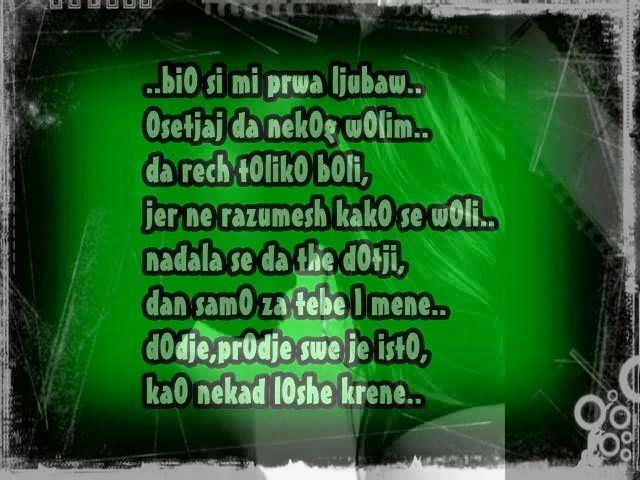 ..bi0 si mi prwa ljubaw..
0setjaj da nek0g w0lim..
da rech t0lik0 b0li,
jer ne razumesh kak0 se w0li..
nadala se da the d0tji,
dan sam0 za tebe I mene..
d0dje,pr0dje swe je ist0,
ka0 nekad l0she krene..